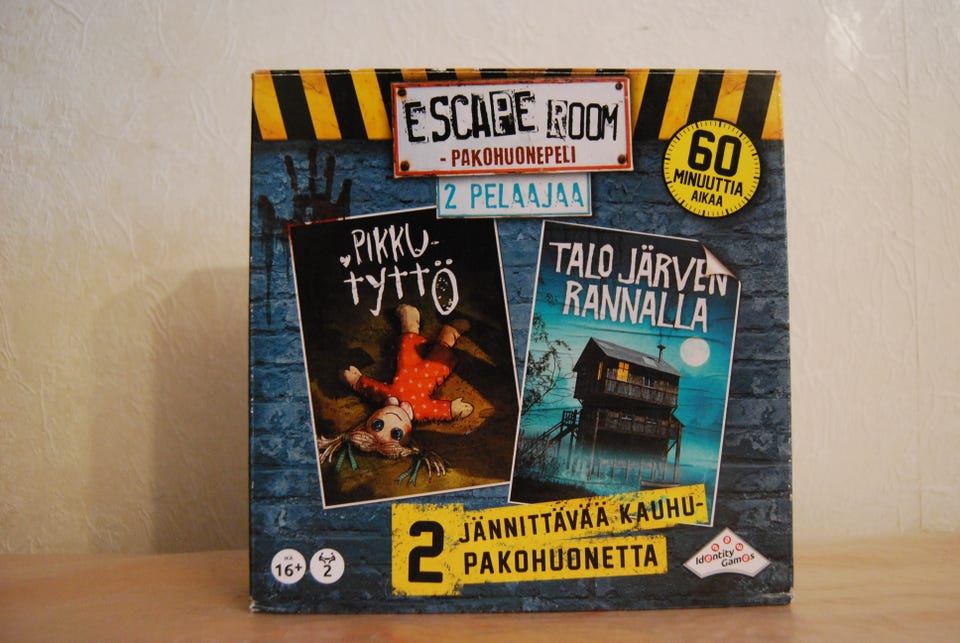 ESCAPE ROOM
- PAKOHUONEPELI
2 PELAAJAA
60
MINUUTTIA
AIKAA
PIKKU-
TYTTÖ
TALO JÄRVEN
RANNALLA
2 JÄNNITTÄVÄÄ KAUHU-
PAKOHUONETTA
IKÄ
16+
2
Identity
Games